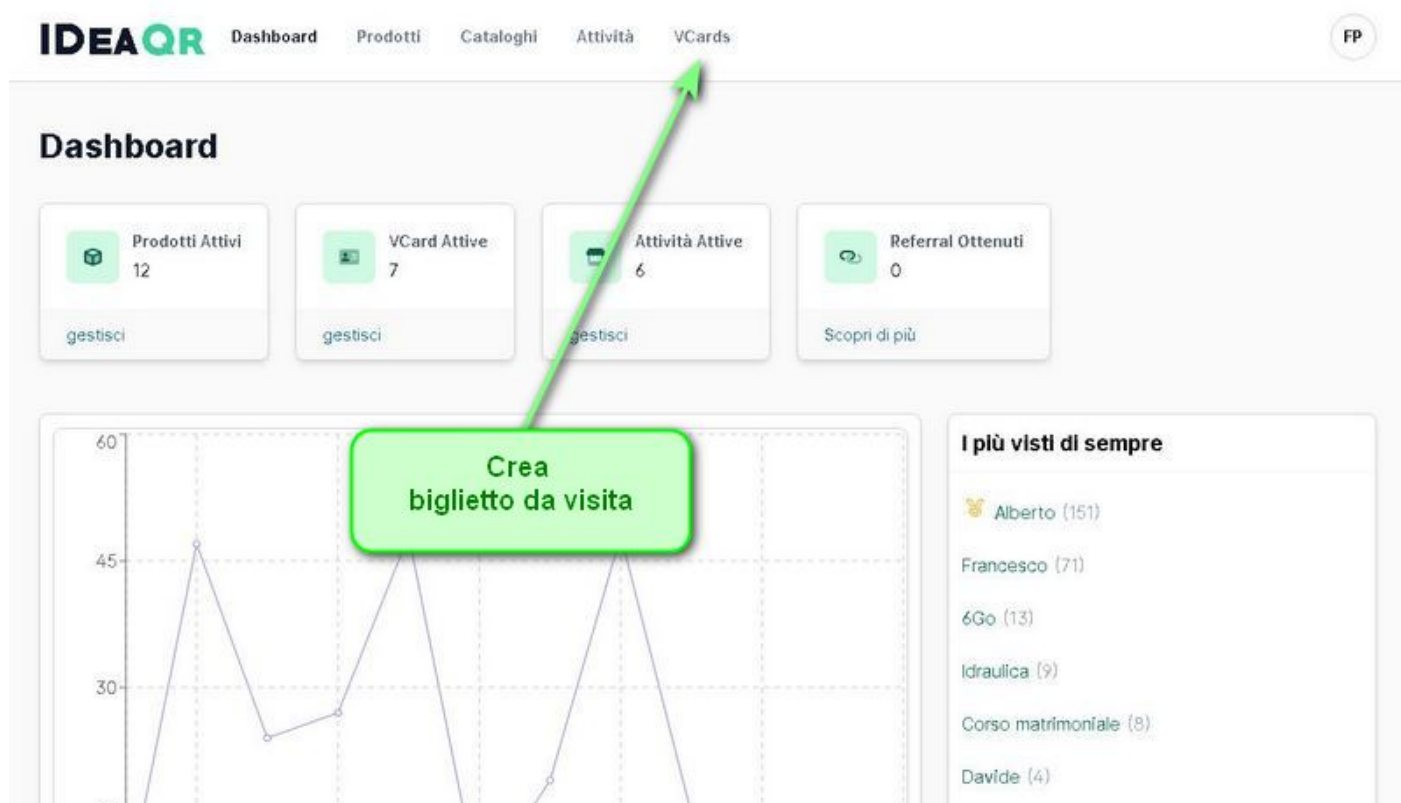 IDEAQR Dashboard Prodotti Cataloghi Attività VCards FP
Dashboard
Prodotti Attivi
12
gestisci
VCard Attive
7
gestisci
Attività Attive
6
gestisci
Referral Ottenuti
0
Scopri di più
Crea
biglietto da visita
60
45
30
I più visti di sempre
Alberto (151)
Francesco (71)
6Go (13)
Idraulica (9)
Corso matrimoniale (8)
Davide (4)